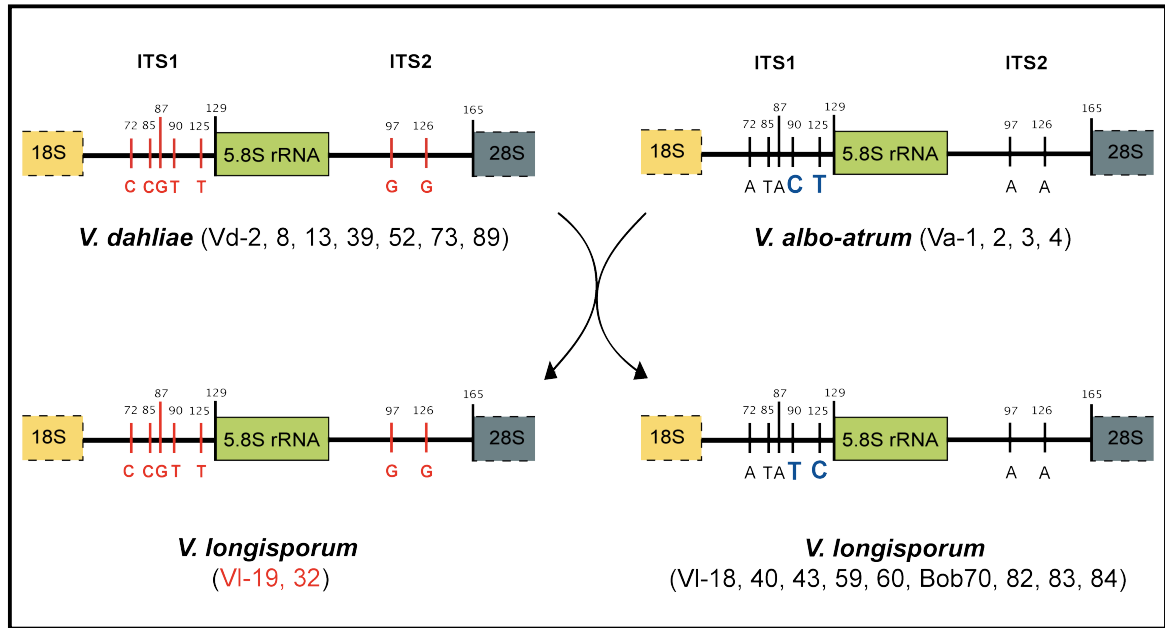 ITS1 ITS2
87 129 165
72 85 90 125 97 126
18S 5.8S rRNA 28S
C C G T T G G
V. dahliae (Vd-2, 8, 13, 39, 52, 73, 89)
ITS1 ITS2
87 129 165
72 85 90 125 97 126
18S 5.8S rRNA 28S
A T A C T A A
V. albo-atrum (Va-1, 2, 3, 4)
87 129 165
72 85 90 125 97 126
18S 5.8S rRNA 28S
C C G T T G G
V. longisporum
(Vl-19, 32)
87 129 165
72 85 90 125 97 126
18S 5.8S rRNA 28S
A T A T C A A
V. longisporum
(Vl-18, 40, 43, 59, 60, Bob70, 82, 83, 84)